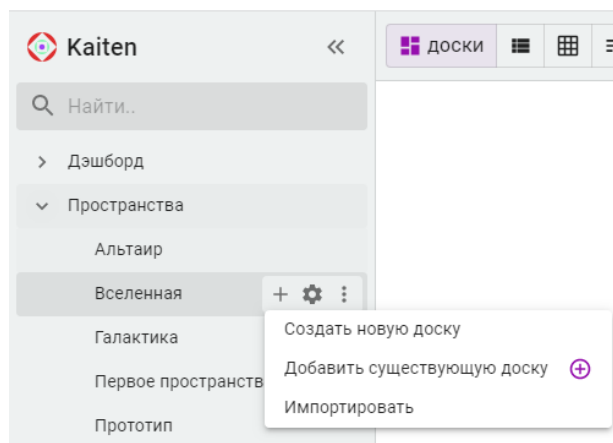 Kaiten
доски
Найти..
Дэшборд
Пространства
Альтаир
Вселенная
Создать новую доску
Галактика
Добавить существующую доску
Первое пространств
Импортировать
Прототип